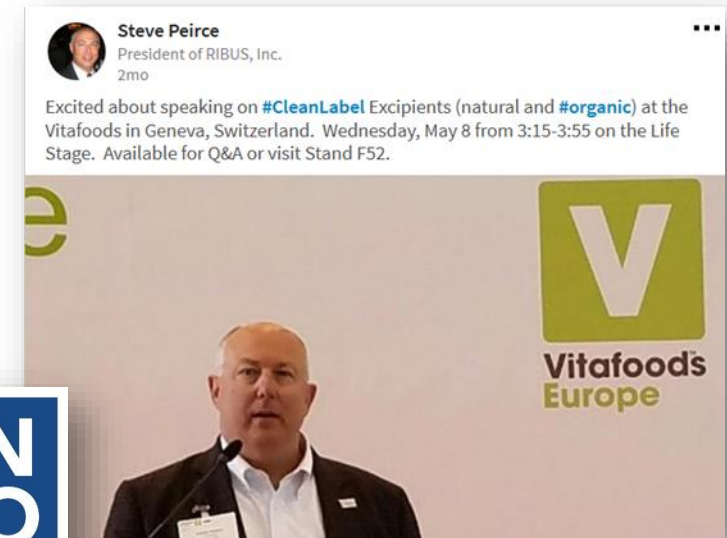 Steve Peirce
President of RIBUS, Inc.
2mo
Excited about speaking on #CleanLabel Excipients (natural and #organic) at the
Vitafoods in Geneva, Switzerland.  Wednesday, May 8 from 3:15-3:55 on the Life
Stage.  Available for Q&A or visit Stand F52.
e
V
Vitafoods
Europe
N
O